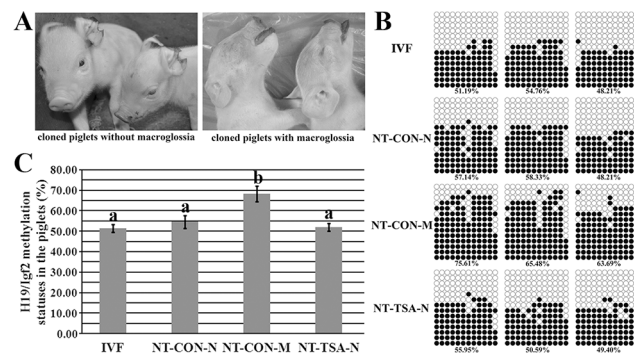 A
cloned piglets without macroglossia
cloned piglets with macroglossia
B
IVF
51.19%
54.76%
48.21%
NT-CON-N
57.14%
58.33%
48.21%
NT-CON-M
75.61%
65.48%
63.69%
NT-TSA-N
55.95%
50.59%
49.40%
C
H19/Igf2 methylation
statuses in the piglets (%)
80.00
70.00
60.00
50.00
40.00
30.00
20.00
10.00
0.00
a
a
b
a
IVF
NT-CON-N
NT-CON-M
NT-TSA-N